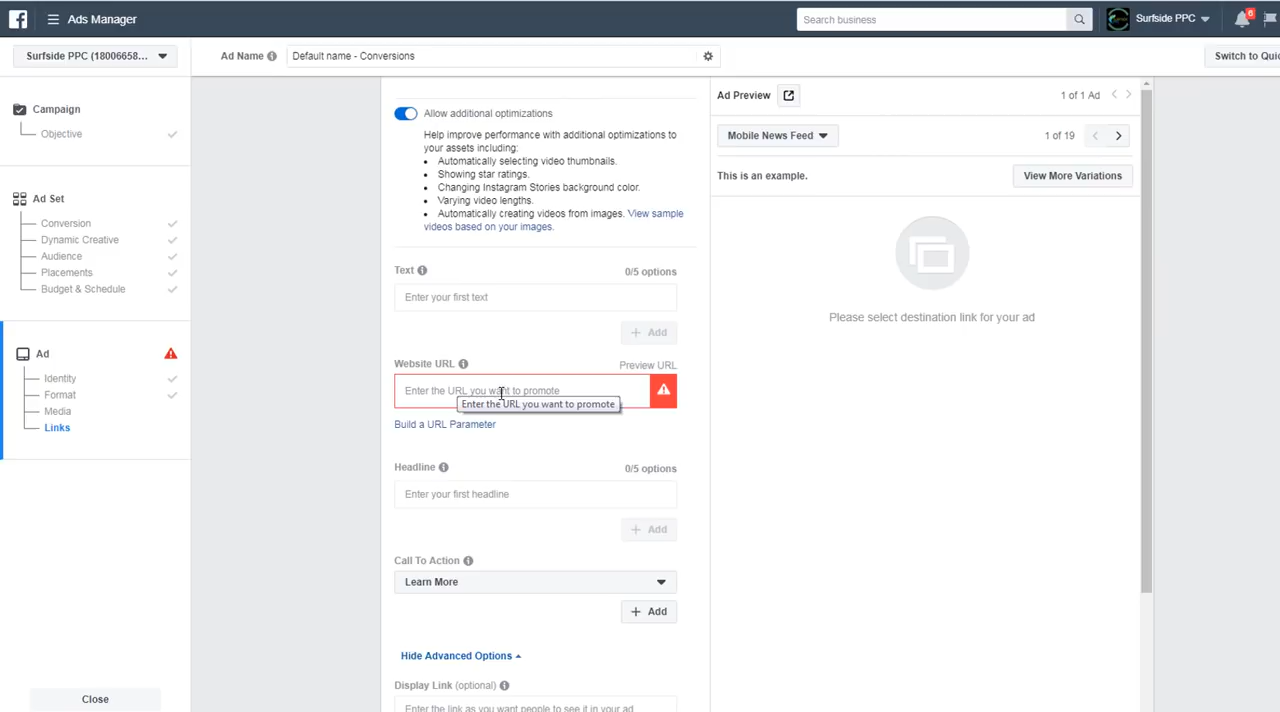 Ads Manager
Search business
Surfside PPC
6
Surfside PPC (18006658...
Ad Name
Default name - Conversions
Switch to Quic
Campaign
Objective
Ad Set
Conversion
Dynamic Creative
Audience
Placements
Budget & Schedule
Ad
Identity
Format
Media
Links
Close
Allow additional optimizations
Help improve performance with additional optimizations to
your assets including:
• Automatically selecting video thumbnails.
• Showing star ratings.
• Changing Instagram Stories background color.
• Varying video lengths.
• Automatically creating videos from images. View sample
videos based on your images.
Text
0/5 options
Enter your first text
+ Add
Website URL
Preview URL
Enter the URL you want to promote
Enter the URL you want to promote
Build a URL Parameter
Headline
0/5 options
Enter your first headline
+ Add
Call To Action
Learn More
+ Add
Hide Advanced Options
Display Link (optional)
Enter the link as you want people to see it in your ad
Ad Preview
1 of 1 Ad
Mobile News Feed
1 of 19
This is an example.
View More Variations
Please select destination link for your ad